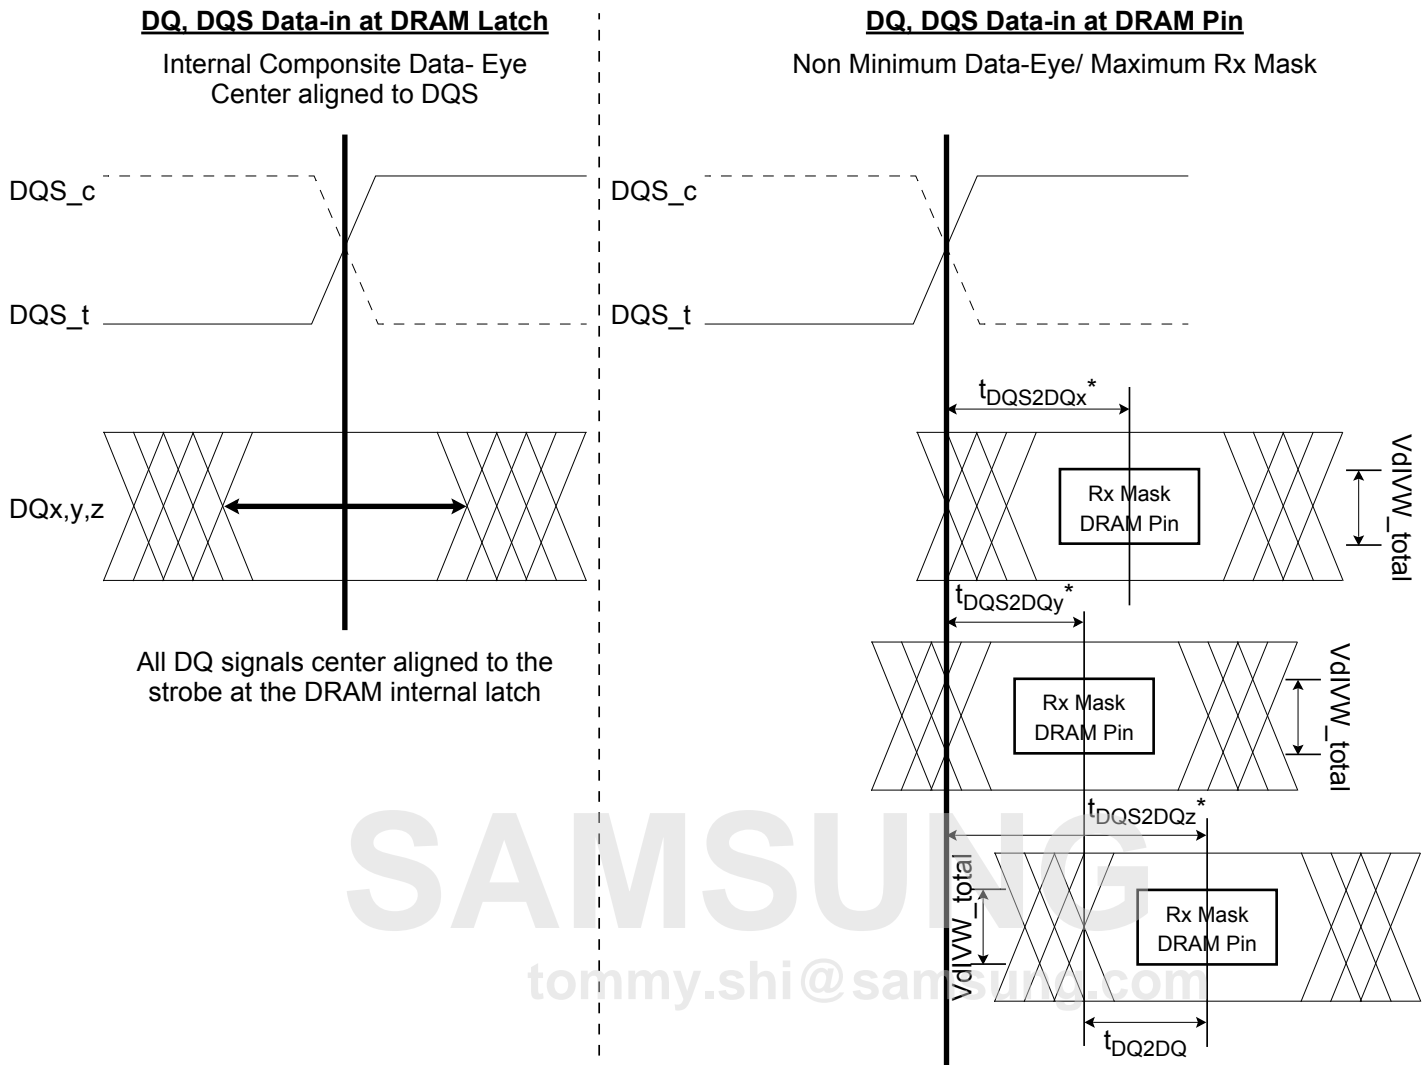 DQ, DQS Data-in at DRAM Latch
Internal Componsite Data- Eye
Center aligned to DQS
DQS_c
DQS_t
DQx,y,z
All DQ signals center aligned to the
strobe at the DRAM internal latch
DQ, DQS Data-in at DRAM Pin
Non Minimum Data-Eye/ Maximum Rx Mask
DQS_c
DQS_t
tDQS2DQx*
Rx Mask
DRAM Pin
VdIVW_total
tDQS2DQy*
Rx Mask
DRAM Pin
VdIVW_total
tDQS2DQz*
VdIVW_total
Rx Mask
DRAM Pin
tDQ2DQ
SAMSUNG
tommy.shi@samsung.com